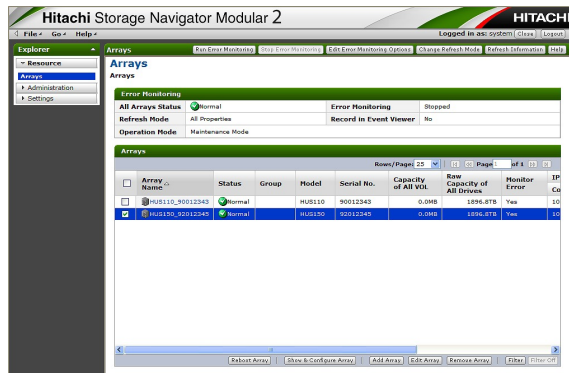 Hitachi Storage Navigator Modular 2
HITACHI
File Go Help
Logged in as: system Close Logout
Explorer
Resource
Arrays
Administration
Settings
Arrays Run Error Monitoring Stop Error Monitoring Edit Error Monitoring Options Change Refresh Mode Refresh Information Help
Arrays
Arrays
Error Monitoring
All Arrays Status Normal Error Monitoring Stopped
Refresh Mode All Properties Record in Event Viewer No
Operation Mode Maintenance Mode
Arrays
Rows/Page: 25 Page 1 of 1
Array Name Status Group Model Serial No. Capacity of All VOL Raw Capacity of All Drives Monitor Error IP Co
HUS110_90012343 Normal HUS110 90012343 0.0MB 1896.8TB Yes 10
HUS150_92012345 Normal HUS150 92012345 0.0MB 1896.8TB Yes 10
Reboot Array Show & Configure Array Add Array Edit Array Remove Array Filter Filter Off